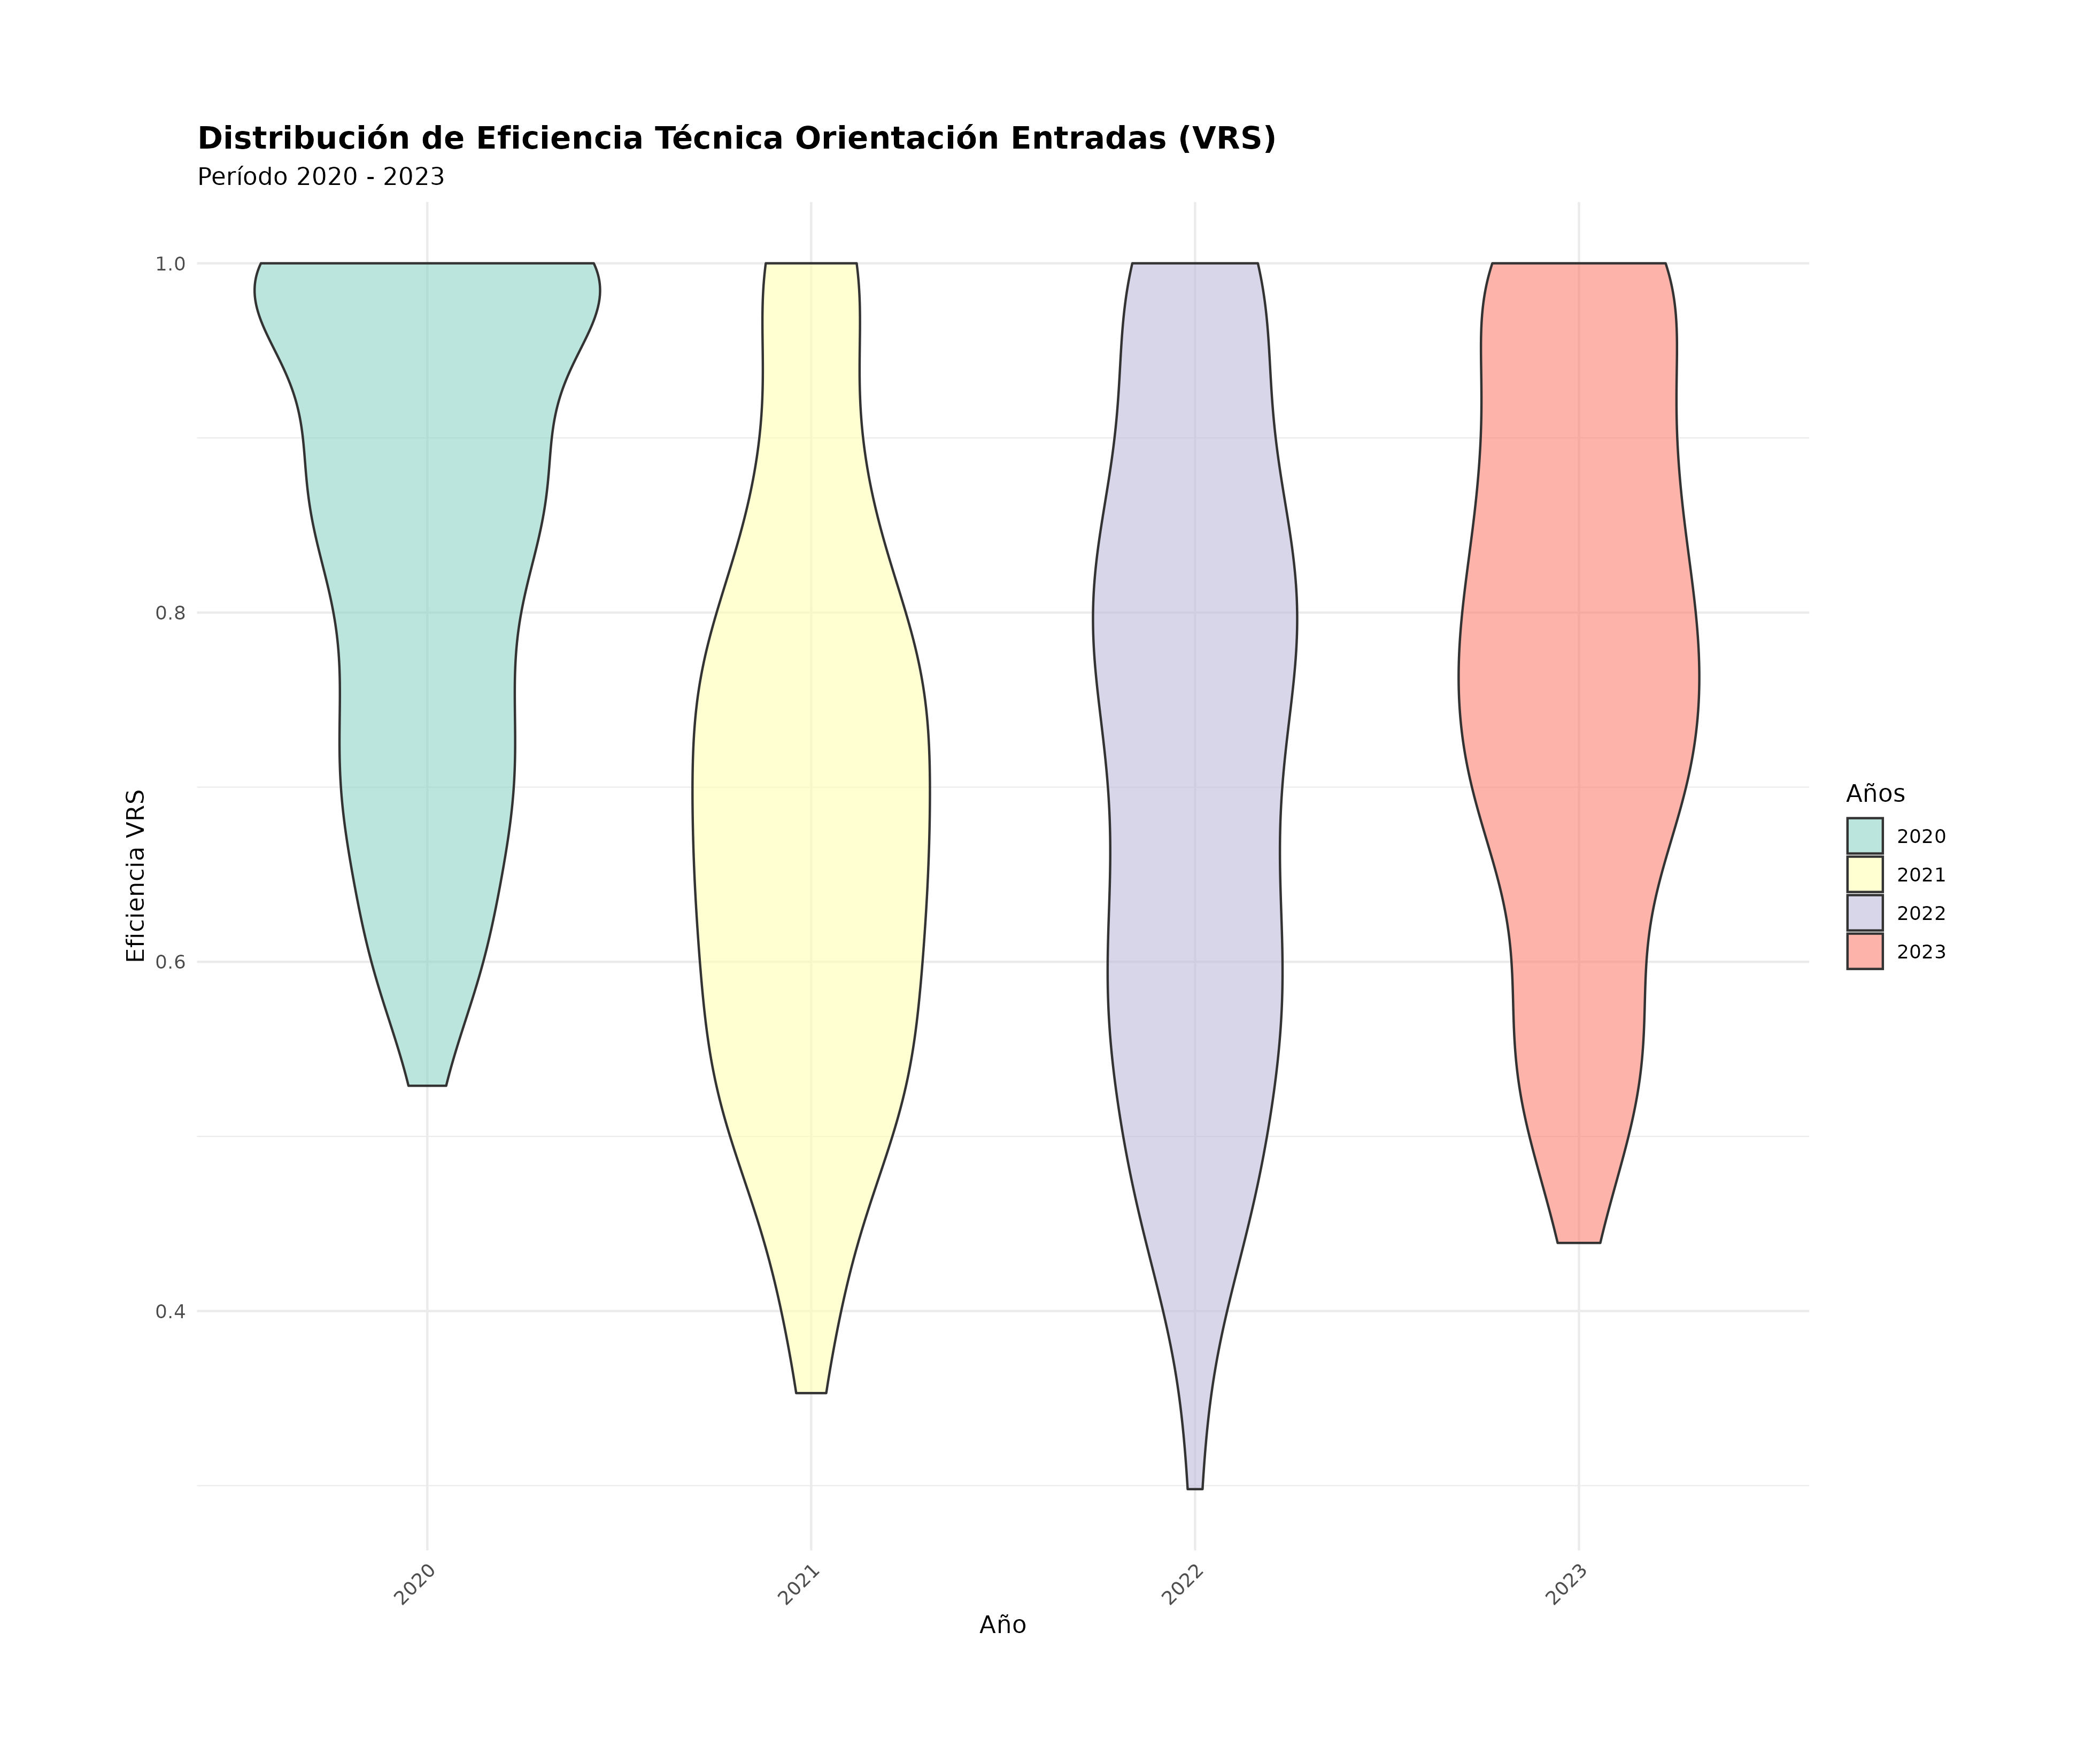 Distribución de Eficiencia Técnica Orientación Entradas (VRS)
Período 2020 - 2023
1.0
0.8
0.6
0.4
Eficiencia VRS
2020
2021
2022
2023
Año
Años
2020
2021
2022
2023